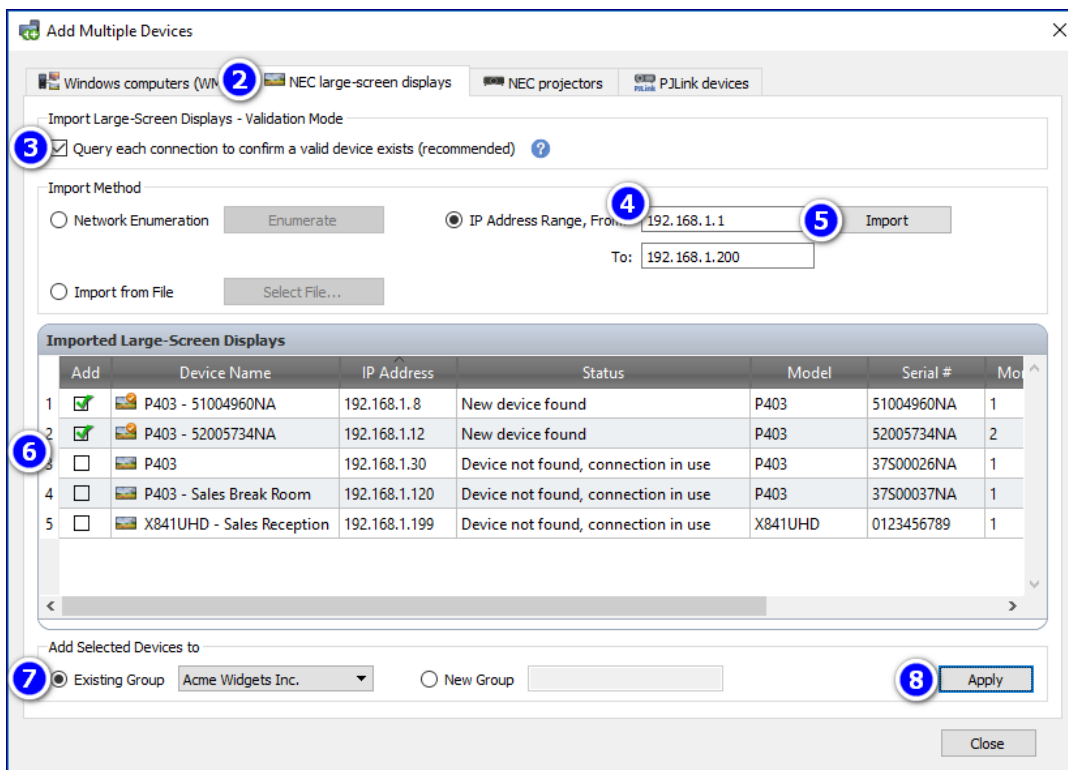 Add Multiple Devices
Windows computers (WM 2 NEC large-screen displays NEC projectors PJLink PJLink devices
Import Large-Screen Displays - Validation Mode
3 Query each connection to confirm a valid device exists (recommended) ?
Import Method
Network Enumeration Enumerate IP Address Range, From: 4 192.168.1.1 5 Import
To: 192.168.1.200
Import from File Select File...
Imported Large-Screen Displays
Add Device Name IP Address Status Model Serial # Mo
1 P403 - 51004960NA 192.168.1.8 New device found P403 51004960NA 1
2 P403 - 52005734NA 192.168.1.12 New device found P403 52005734NA 2
6
3 P403 192.168.1.30 Device not found, connection in use P403 37S00026NA 1
4 P403 - Sales Break Room 192.168.1.120 Device not found, connection in use P403 37S00037NA 1
5 X841UHD - Sales Reception 192.168.1.199 Device not found, connection in use X841UHD 0123456789 1
Add Selected Devices to
7 Existing Group Acme Widgets Inc. New Group 8 Apply
Close